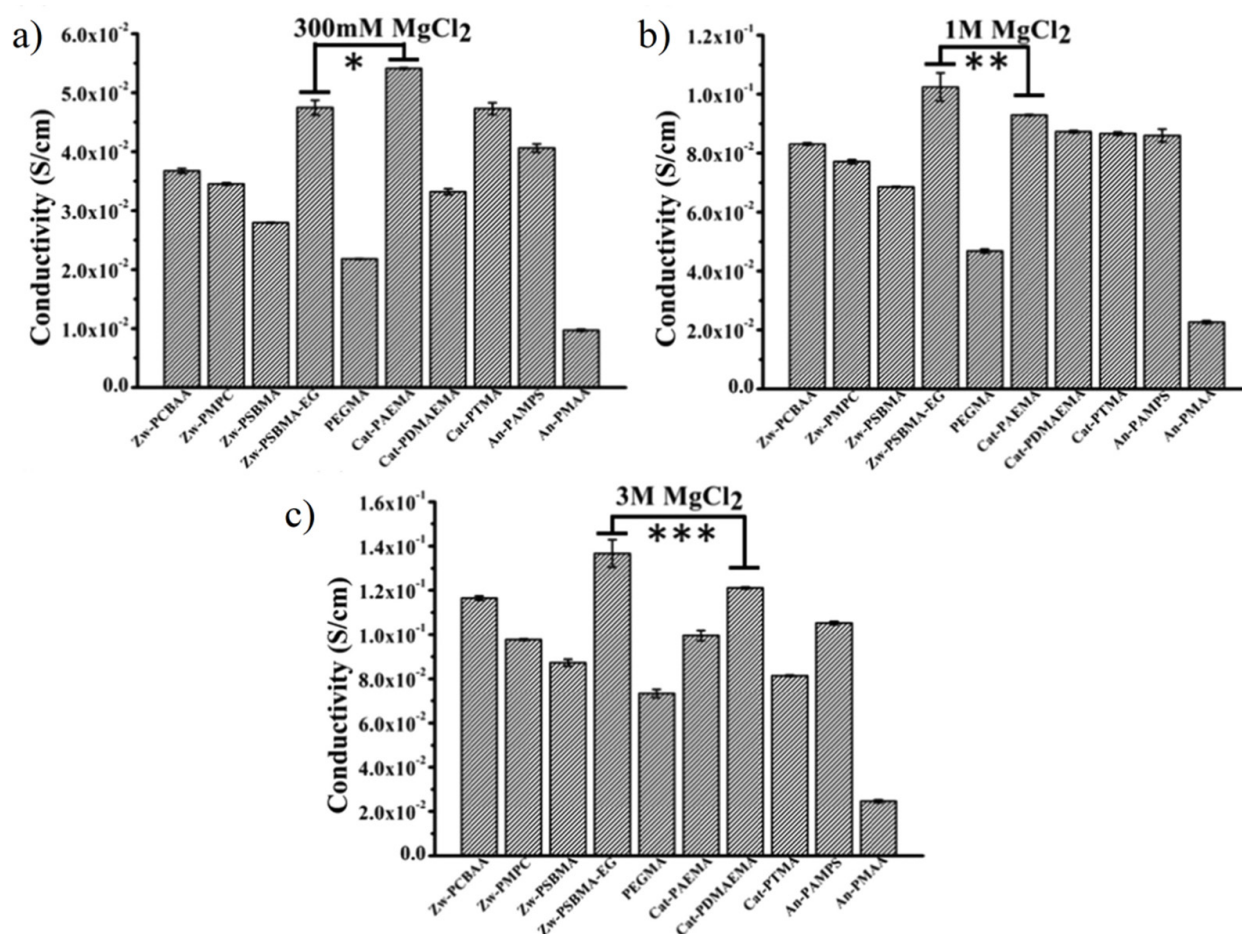 a)
300mM MgCl2
*
Conductivity (S/cm)
6.0x10-2
5.0x10-2
4.0x10-2
3.0x10-2
2.0x10-2
1.0x10-2
0.0
Zw-PCBAA
Zw-PMPC
Zw-PSBMA
Zw-PSBMA-EG
PEGMA
Cat-PAEMA
Cat-PDMAEMA
Cat-PTMA
An-PAMPS
An-PMAA
b)
1M MgCl2
**
Conductivity (S/cm)
1.2x10-1
1.0x10-1
8.0x10-2
6.0x10-2
4.0x10-2
2.0x10-2
0.0
Zw-PCBAA
Zw-PMPC
Zw-PSBMA
Zw-PSBMA-EG
PEGMA
Cat-PAEMA
Cat-PDMAEMA
Cat-PTMA
An-PAMPS
An-PMAA
c)
3M MgCl2
***
Conductivity (S/cm)
1.6x10-1
1.4x10-1
1.2x10-1
1.0x10-1
8.0x10-2
6.0x10-2
4.0x10-2
2.0x10-2
0.0
Zw-PCBAA
Zw-PMPC
Zw-PSBMA
Zw-PSBMA-EG
PEGMA
Cat-PAEMA
Cat-PDMAEMA
Cat-PTMA
An-PAMPS
An-PMAA